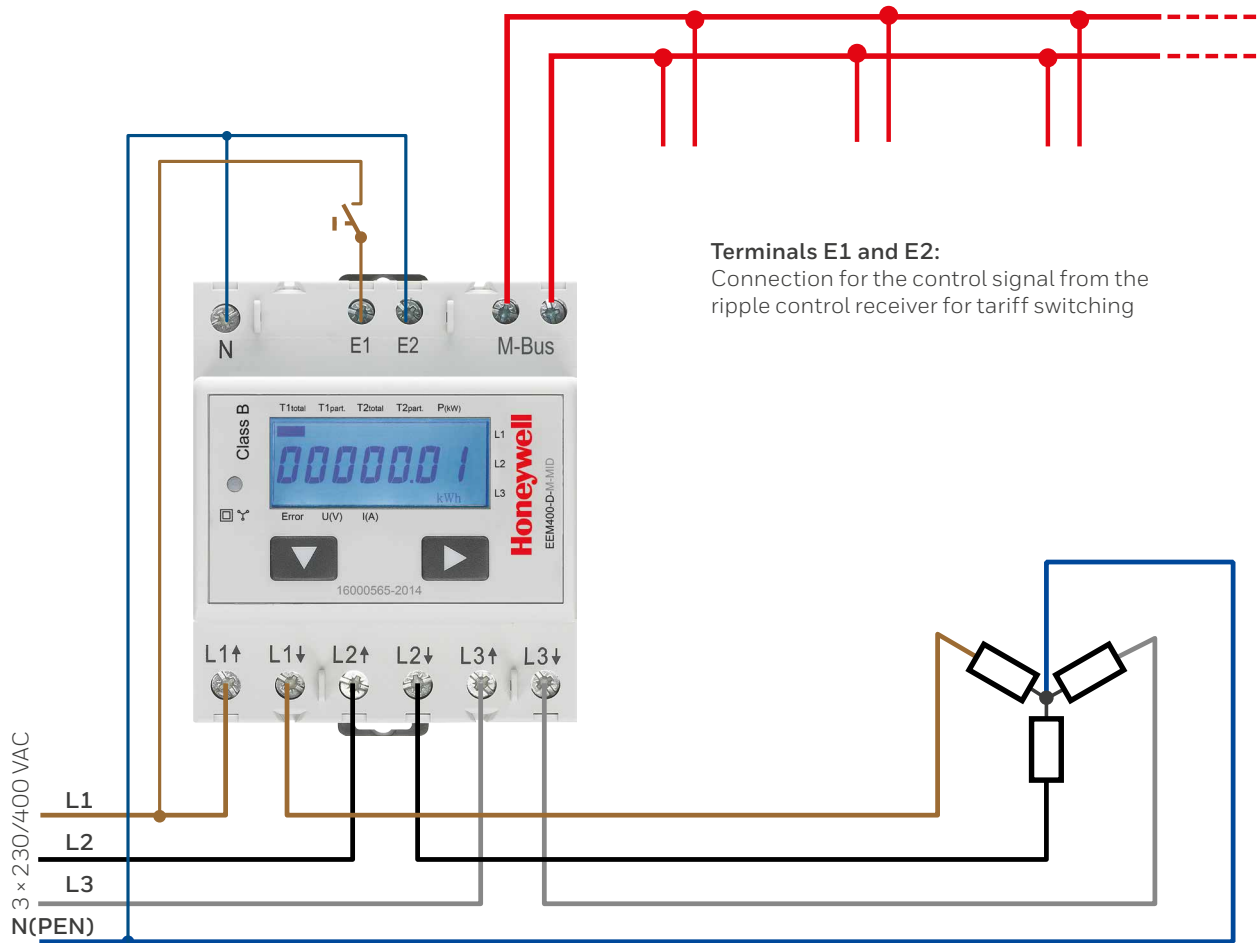 Terminals E1 and E2:
Connection for the control signal from the
ripple control receiver for tariff switching
N
E1 E2
M-Bus
Class B
T1total T1part. T2total T2part. P(kW)
L1
L2
L3
000000.01
kWh
Error U(V) I(A)
Honeywell
EEM400-D-M-MID
16000565-2014
L1↑ L1↓ L2↑ L2↓ L3↑ L3↓
3 × 230/400 VAC
L1
L2
L3
N(PEN)